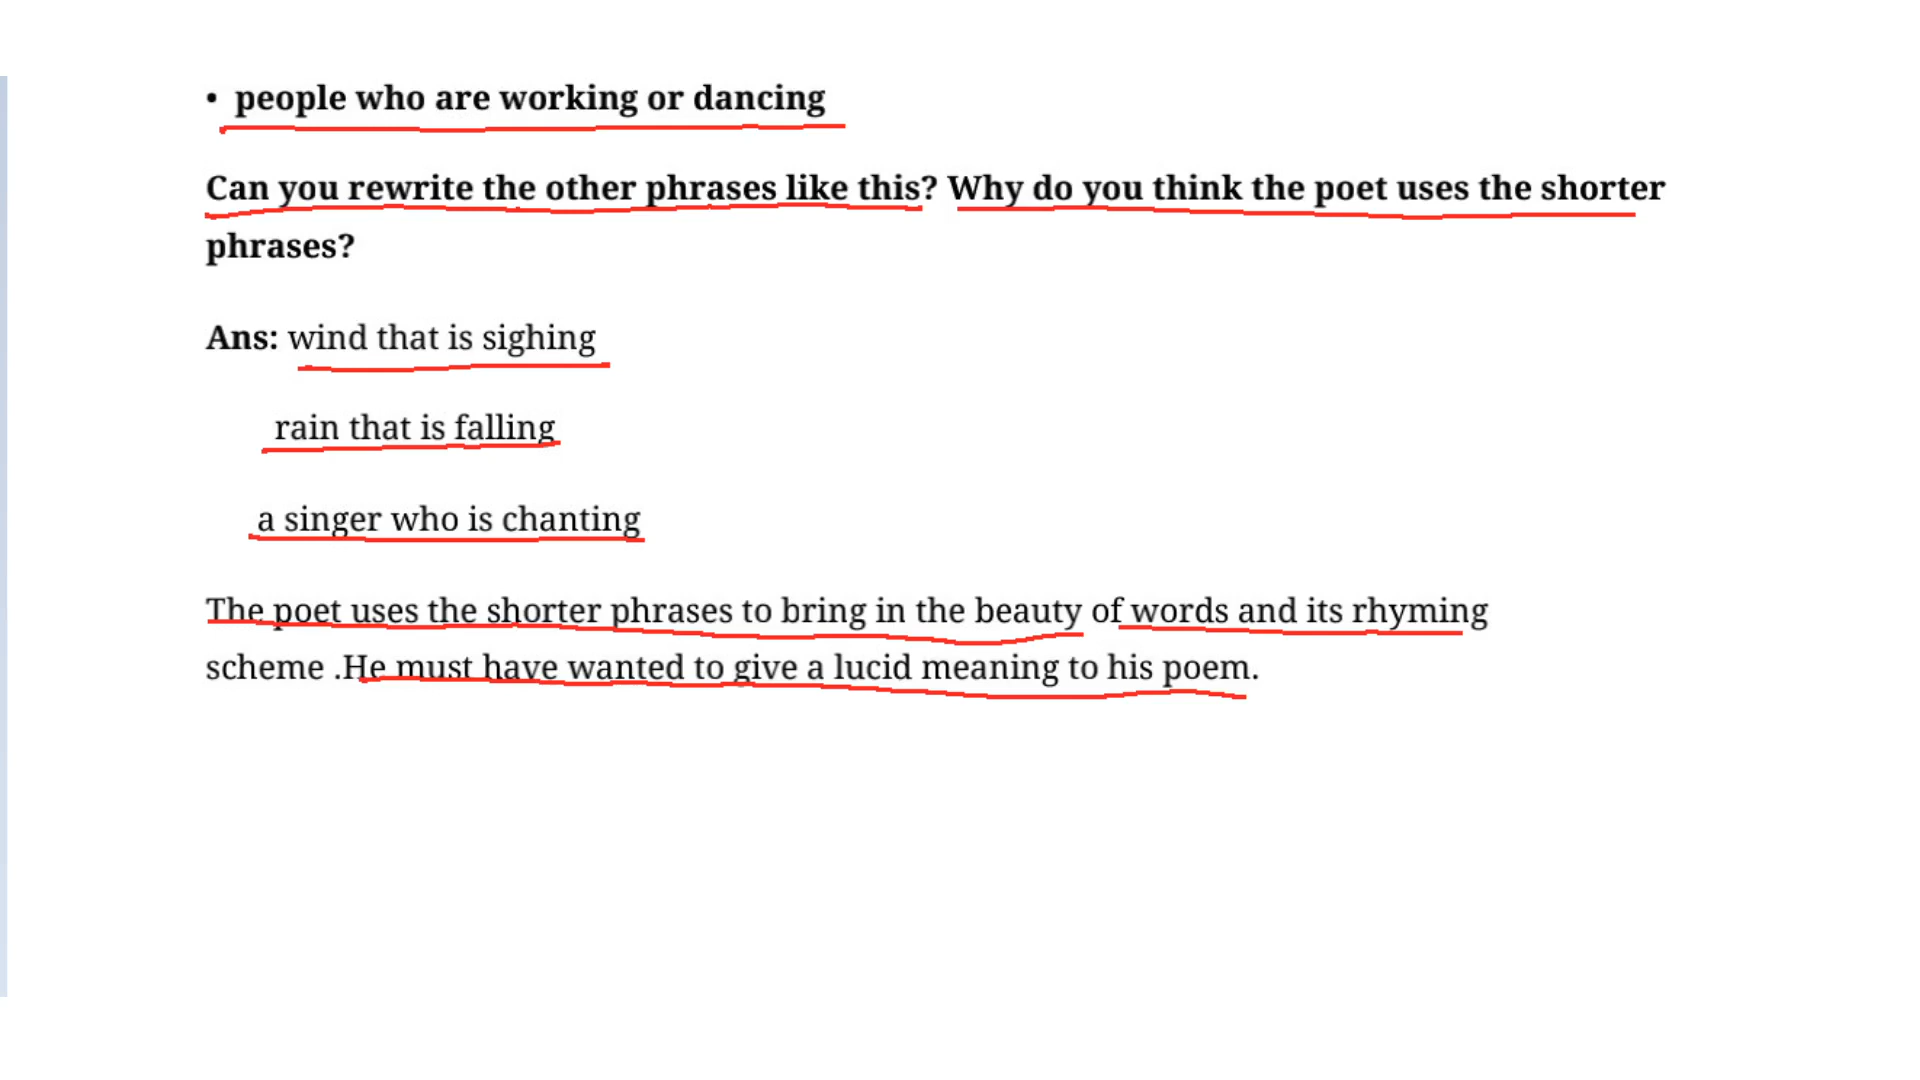 • people who are working or dancing
Can you rewrite the other phrases like this? Why do you think the poet uses the shorter
phrases?
Ans: wind that is sighing
rain that is falling
a singer who is chanting
The poet uses the shorter phrases to bring in the beauty of words and its rhyming
scheme .He must have wanted to give a lucid meaning to his poem.